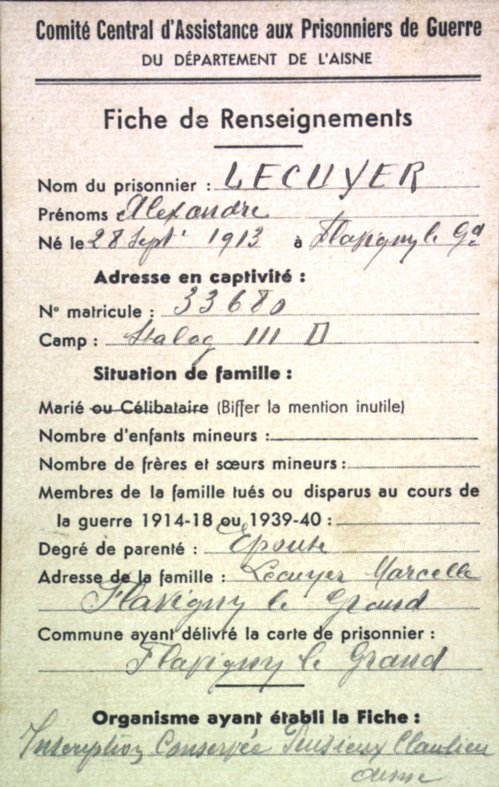 Comité Central d'Assistance aux Prisonniers de Guerre
DU DÉPARTEMENT DE L'AISNE
Fiche de Renseignements
Nom du prisonnier : LECUYER
Prénoms : Alexandre
Né le 28 Sept. 1913 à Flavigny le Gd
Adresse en captivité :
N° matricule : 33680
Camp : Stalag III D
Situation de famille :
Marié ou Célibataire (Biffer la mention inutile)
Nombre d'enfants mineurs :
Nombre de frères et sœurs mineurs :
Membres de la famille tués ou disparus au cours de
la guerre 1914-18 ou 1939-40 :
Degré de parenté : Epouse
Adresse de la famille : Lecuyer Marcelle
Flavigny le Grand
Commune ayant délivré la carte de prisonnier :
Flavigny le Grand
Organisme ayant établi la Fiche :
Inscription Conservée Puisieux Clanlieu
Aisne